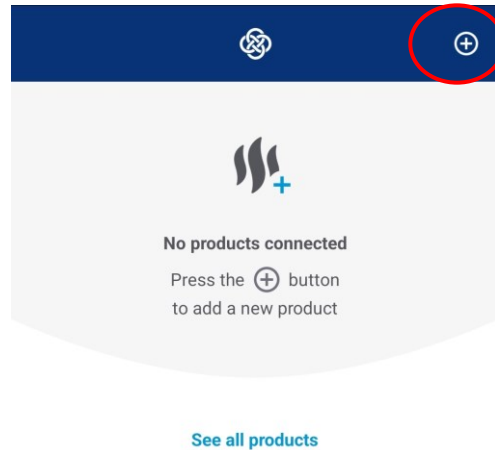 No products connected
Press the button
to add a new product
See all products